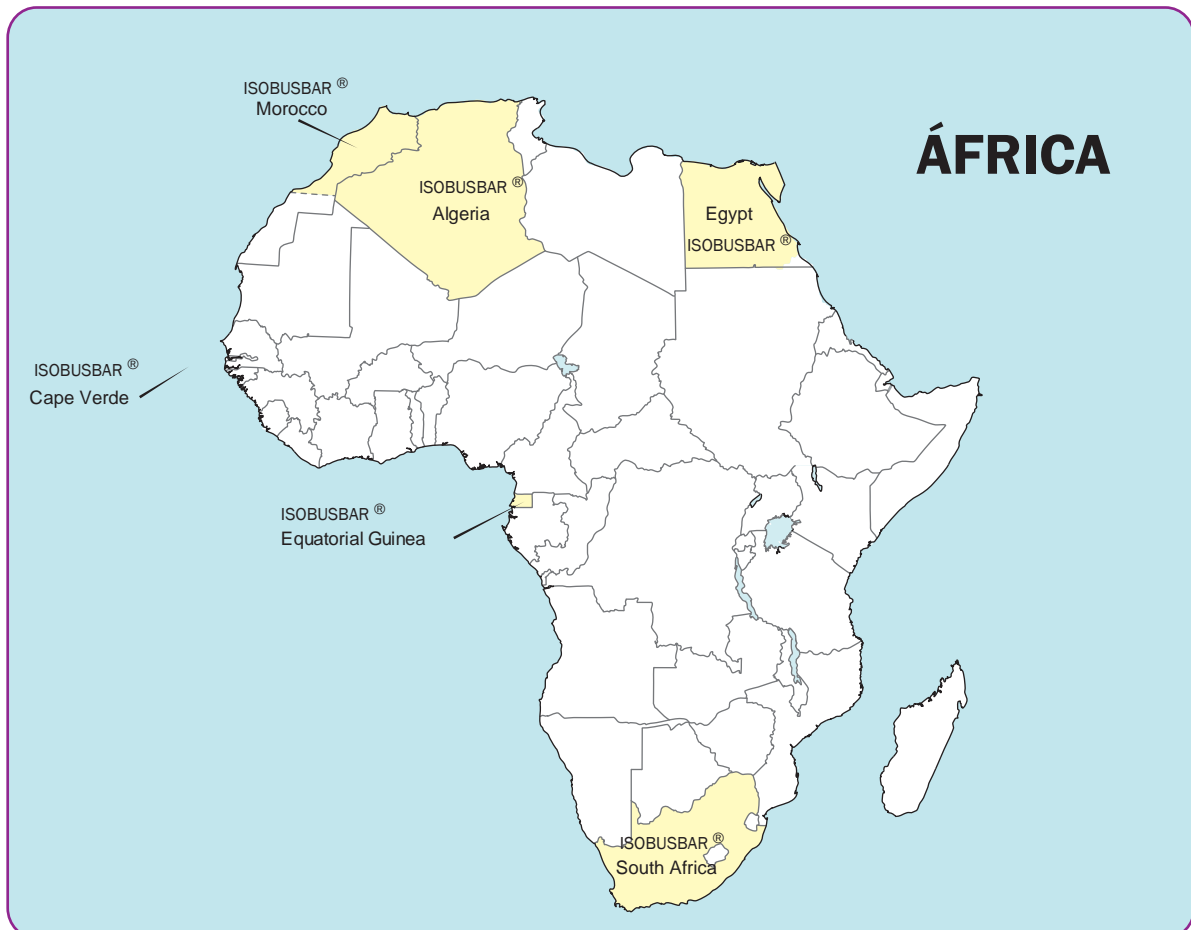 ISOBUSBAR ®
Morocco
ÁFRICA
ISOBUSBAR ®
Algeria
Egypt
ISOBUSBAR ®
ISOBUSBAR ®
Cape Verde
ISOBUSBAR ®
Equatorial Guinea
ISOBUSBAR ®
South Africa